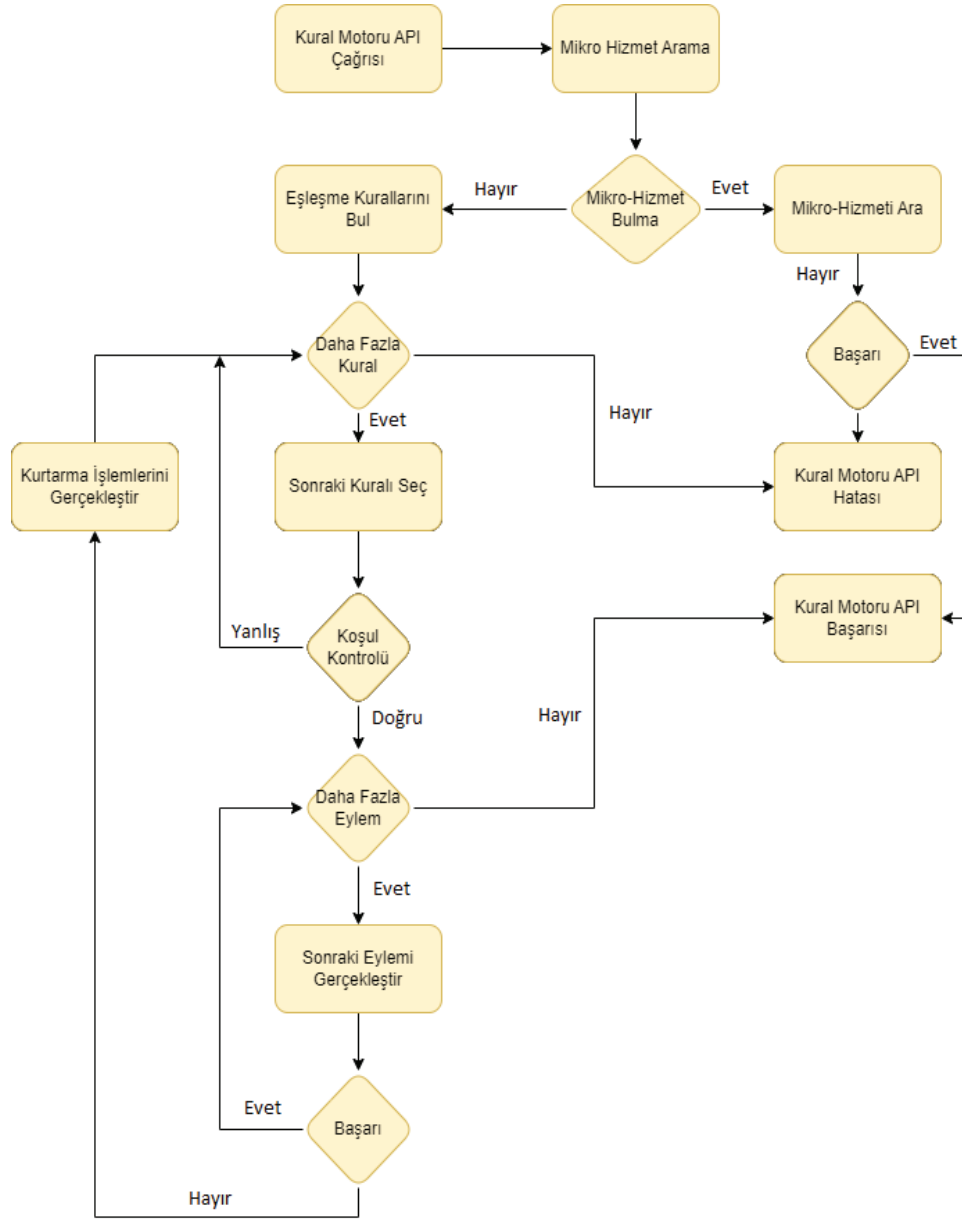 Kural Motoru API
Çağrısı
Mikro Hizmet Arama
Eşleşme Kurallarını
Bul
Hayır
Mikro-Hizmet
Bulma
Evet
Mikro-Hizmeti Ara
Hayır
Daha Fazla
Kural
Başarı
Evet
Evet
Hayır
Kurtarma İşlemlerini
Gerçekleştir
Sonraki Kuralı Seç
Kural Motoru API
Hatası
Yanlış
Koşul
Kontrolü
Kural Motoru API
Başarısı
Doğru
Hayır
Daha Fazla
Eylem
Evet
Sonraki Eylemi
Gerçekleştir
Evet
Başarı
Hayır